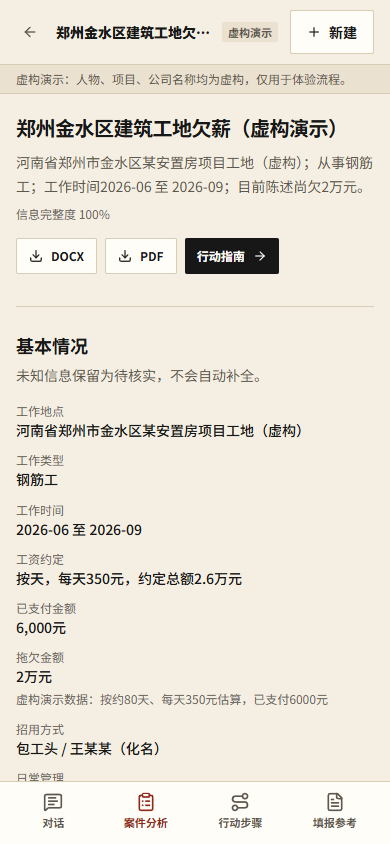 郑州金水区建筑工地欠…
虚构演示
新建
虚构演示：人物、项目、公司名称均为虚构，仅用于体验流程。
郑州金水区建筑工地欠薪（虚构演示）
河南省郑州市金水区某安置房项目工地（虚构）；从事钢筋
工；工作时间2026-06 至 2026-09；目前陈述尚欠2万元。
信息完整度 100%
DOCX
PDF
行动指南
基本情况
未知信息保留为待核实，不会自动补全。
工作地点
河南省郑州市金水区某安置房项目工地（虚构）
工作类型
钢筋工
工作时间
2026-06 至 2026-09
工资约定
按天，每天350元，约定总额2.6万元
已支付金额
6,000元
拖欠金额
2万元
虚构演示数据：按约80天、每天350元估算，已支付6000元
招用方式
包工头 / 王某某（化名）
日常管理
对话
案件分析
行动步骤
填报参考